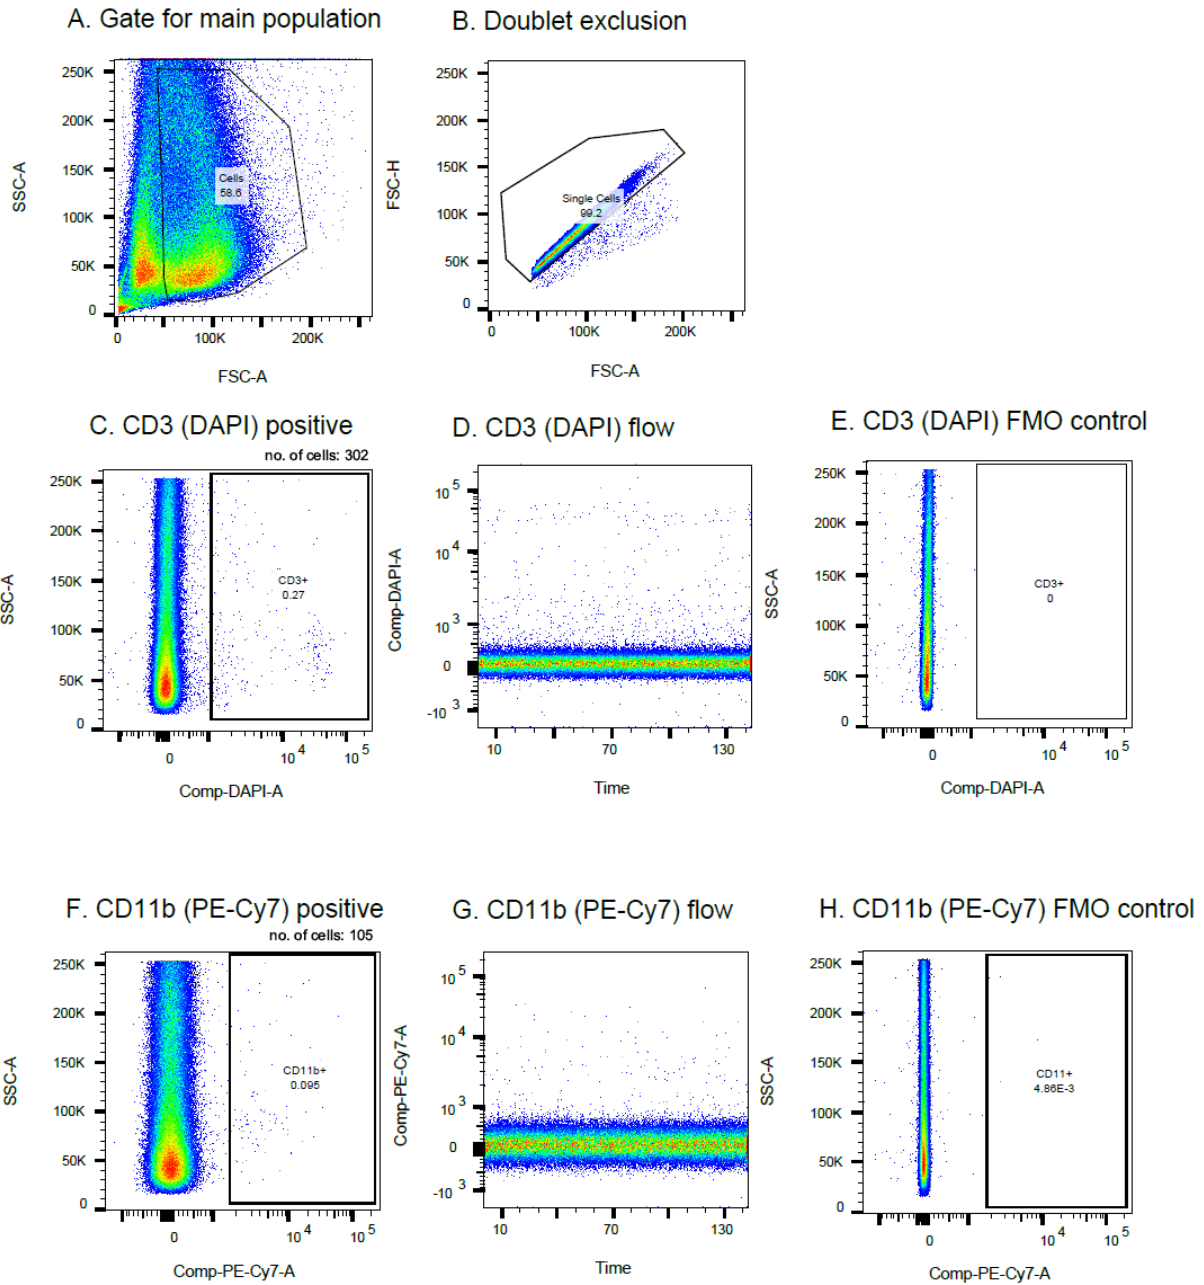 A. Gate for main population
B. Doublet exclusion
250K
200K
150K
100K
50K
0
SSC-A
Cells
58.6
0
100K
200K
FSC-A
250K
200K
150K
100K
50K
0
FSC-H
Single Cells
99.2
0
100K
200K
FSC-A
C. CD3 (DAPI) positive
no. of cells: 302
D. CD3 (DAPI) flow
E. CD3 (DAPI) FMO control
250K
200K
150K
100K
50K
0
SSC-A
CD3+
0.27
0
10 4
10 5
Comp-DAPI-A
10 5
10 4
10 3
0
-10 3
Comp-DAPI-A
10
70
130
Time
250K
200K
150K
100K
50K
0
SSC-A
CD3+
0
0
10 4
10 5
Comp-DAPI-A
F. CD11b (PE-Cy7) positive
no. of cells: 105
G. CD11b (PE-Cy7) flow
H. CD11b (PE-Cy7) FMO control
250K
200K
150K
100K
50K
0
SSC-A
CD11b+
0.095
0
10 4
10 5
Comp-PE-Cy7-A
10 5
10 4
10 3
0
-10 3
Comp-PE-Cy7-A
10
70
130
Time
250K
200K
150K
100K
50K
0
SSC-A
CD11+
4.86E-3
0
10 4
10 5
Comp-PE-Cy7-A